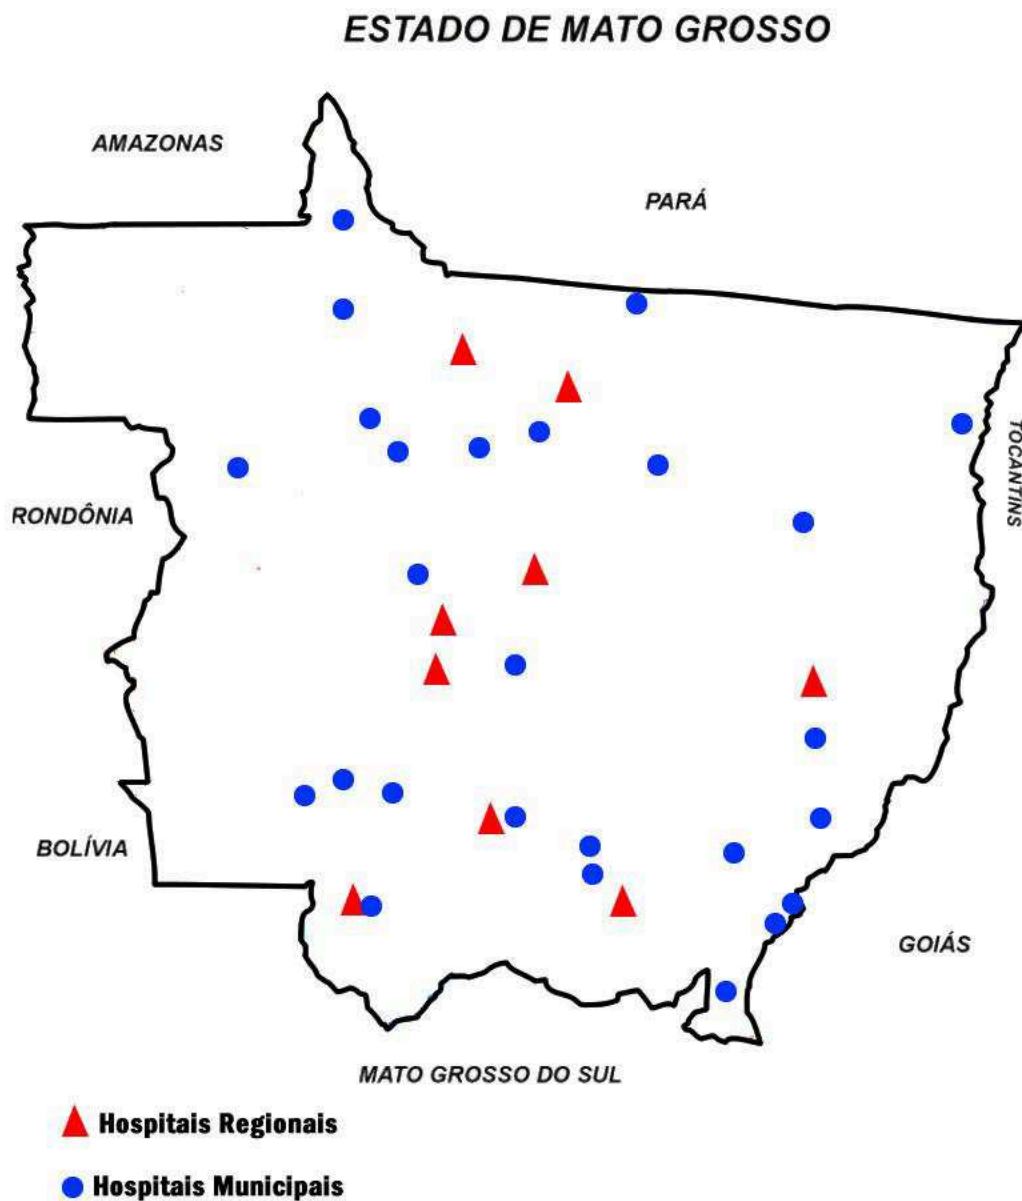 ESTADO DE MATO GROSSO
AMAZONAS
PARÁ
TOCANTINS
RONDÔNIA
BOLÍVIA
GOIÁS
MATO GROSSO DO SUL
Hospitais Regionais
Hospitais Municipais